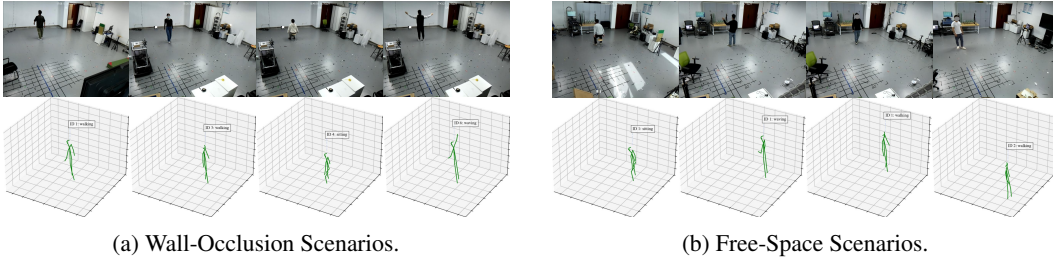 ID 1: walking
ID 3: walking
ID 4: sitting
ID 6: waving
ID 3: sitting
ID 1: waving
ID 1: walking
ID 2: walking
(a) Wall-Occlusion Scenarios.
(b) Free-Space Scenarios.